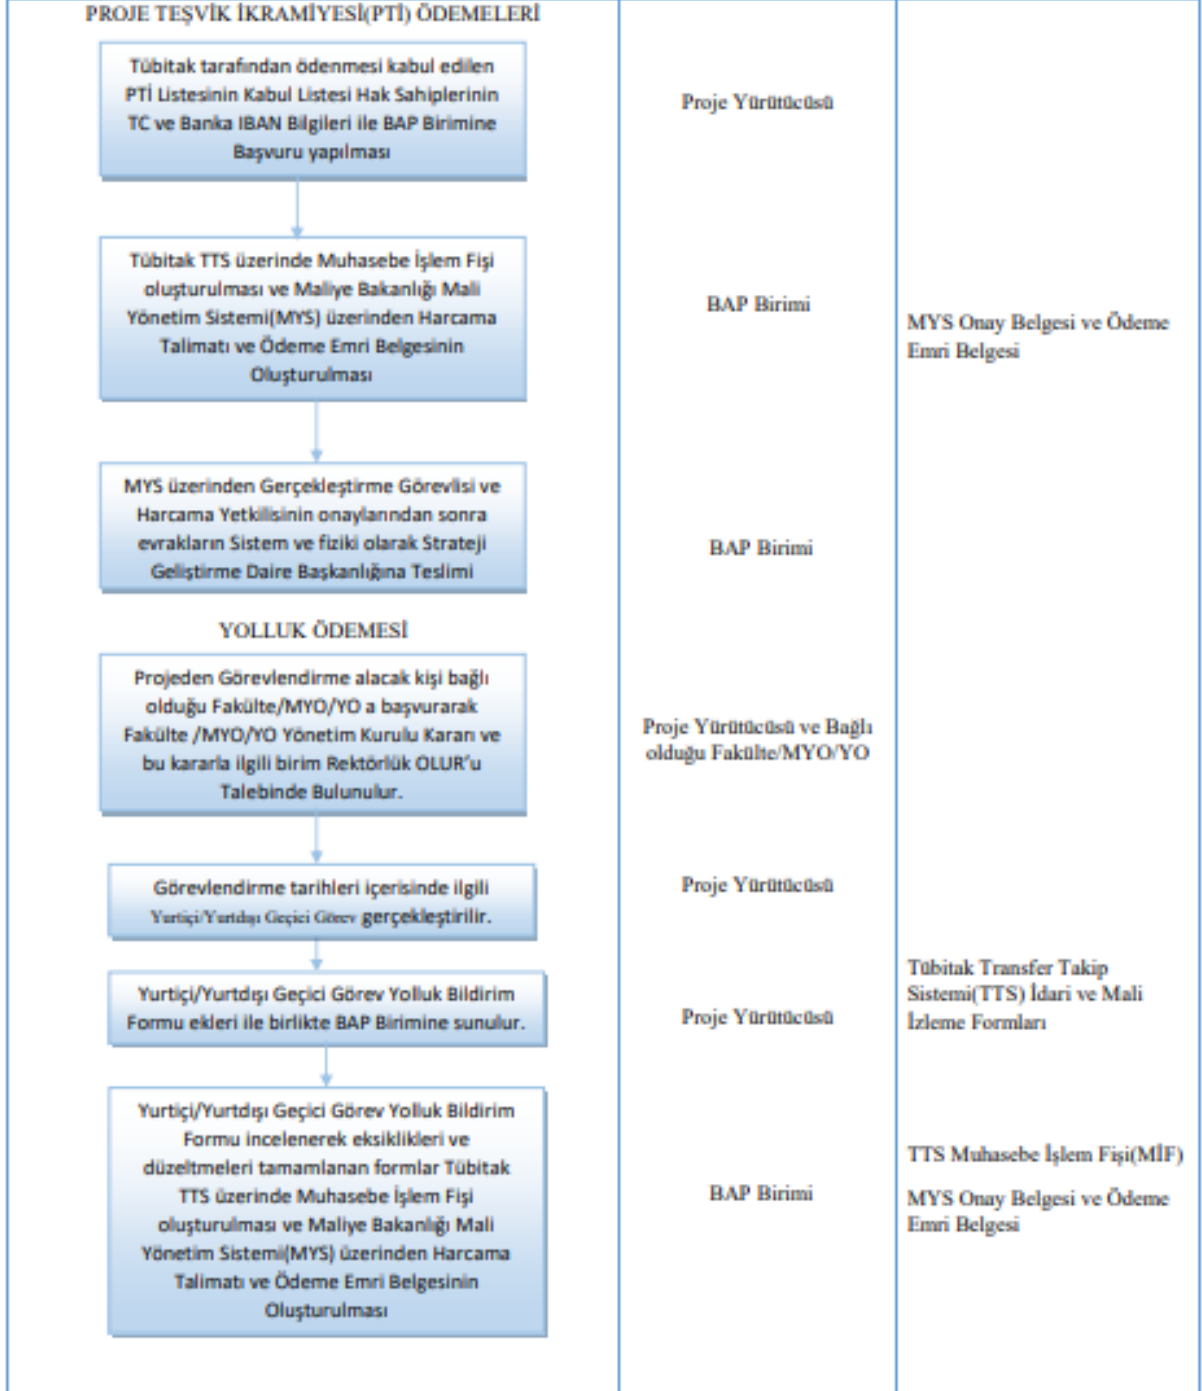 PROJE TEŞVİK İKRAMİYESİ(PTİ) ÖDEMELERİ
Tübitak tarafından ödenmesi kabul edilen
PTİ Listesinin Kabul Listesi Hak Sahiplerinin
TC ve Banka IBAN Bilgileri ile BAP Birimine
Başvuru yapılması
Proje Yürütücüsü
Tübitak TTS üzerinde Muhasebe İşlem Fişi
oluşturulması ve Maliye Bakanlığı Mali
Yönetim Sistemi(MYS) üzerinden Harcama
Talimatı ve Ödeme Emri Belgesinin
Oluşturulması
BAP Birimi
MYS Onay Belgesi ve Ödeme
Emri Belgesi
MYS üzerinden Gerçekleştirme Görevlisi ve
Harcama Yetkilisinin onaylarından sonra
evrakların Sistem ve fiziki olarak Strateji
Geliştirme Daire Başkanlığına Teslimi
BAP Birimi
YOLLUK ÖDEMESİ
Projeden Görevlendirme alacak kişi bağlı
olduğu Fakülte/MYO/YO a başvurarak
Fakülte /MYO/YO Yönetim Kurulu Kararı ve
bu kararla ilgili birim Rektörlük OLUR'u
Talebinde Bulunulur.
Proje Yürütücüsü ve Bağlı
olduğu Fakülte/MYO/YO
Görevlendirme tarihleri içerisinde ilgili
Yurtiçi/Yurtdışı Geçici Görev gerçekleştirilir.
Proje Yürütücüsü
Yurtiçi/Yurtdışı Geçici Görev Yolluk Bildirim
Formu ekleri ile birlikte BAP Birimine sunulur.
Proje Yürütücüsü
Tübitak Transfer Takip
Sistemi(TTS) İdari ve Mali
İzleme Formları
Yurtiçi/Yurtdışı Geçici Görev Yolluk Bildirim
Formu incelenerek eksiklikleri ve
düzeltmeleri tamamlanan formlar Tübitak
TTS üzerinde Muhasebe İşlem Fişi
oluşturulması ve Maliye Bakanlığı Mali
Yönetim Sistemi(MYS) üzerinden Harcama
Talimatı ve Ödeme Emri Belgesinin
Oluşturulması
BAP Birimi
TTS Muhasebe İşlem Fişi(MİF)
MYS Onay Belgesi ve Ödeme
Emri Belgesi